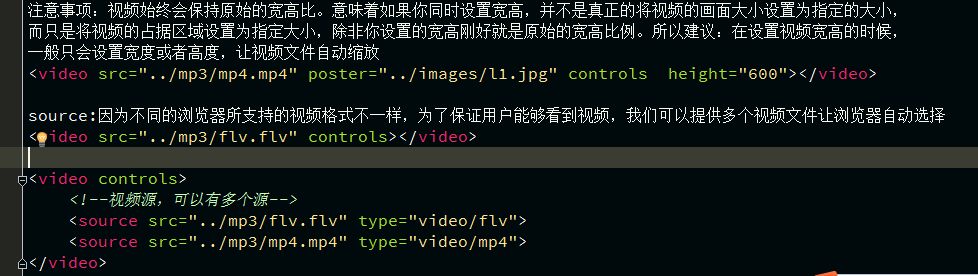 注意事项：视频始终会保持原始的宽高比。意味着如果你同时设置宽高，并不是真正的将视频的画面大小设置为指定的大小，
而只是将视频的占据区域设置为指定大小，除非你设置的宽高刚好就是原始的宽高比例。所以建议：在设置视频宽高的时候，
一般只会设置宽度或者高度，让视频文件自动缩放
<video src="../mp3/mp4.mp4" poster="../images/l1.jpg" controls  height="600"></video>
source:因为不同的浏览器所支持的视频格式不一样，为了保证用户能够看到视频，我们可以提供多个视频文件让浏览器自动选择
<video src="../mp3/flv.flv" controls></video>
<video controls>
    <!--视频源，可以有多个源-->
    <source src="../mp3/flv.flv" type="video/flv">
    <source src="../mp3/mp4.mp4" type="video/mp4">
</video>